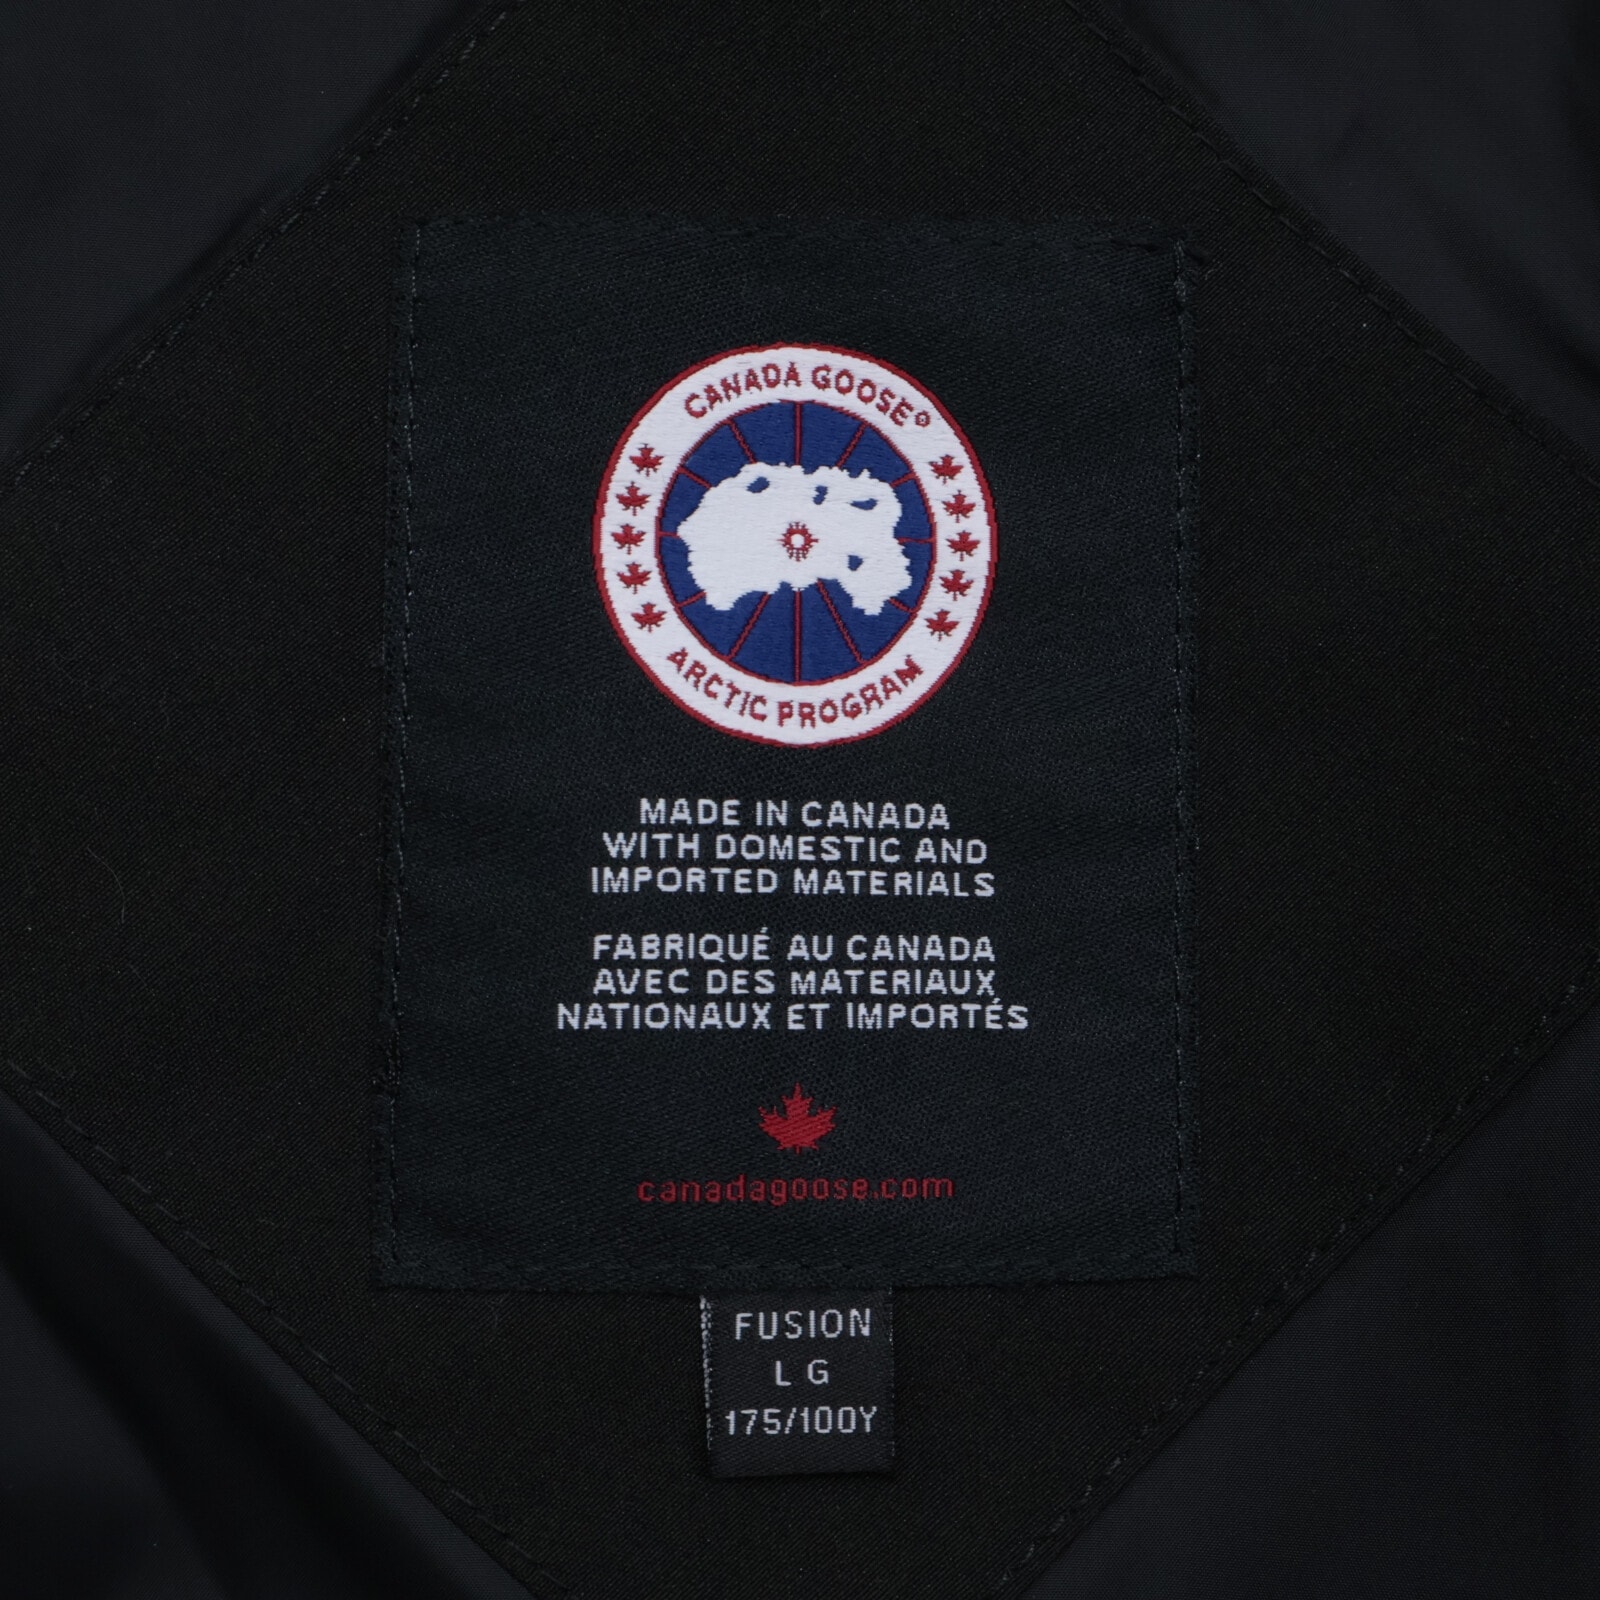 CANADA GOOSE®
ARCTIC PROGRAM
MADE IN CANADA
WITH DOMESTIC AND
IMPORTED MATERIALS
FABRIQUÉ AU CANADA
AVEC DES MATERIAUX
NATIONAUX ET IMPORTÉS
canadagoose.com
FUSION
LG
175/100Y